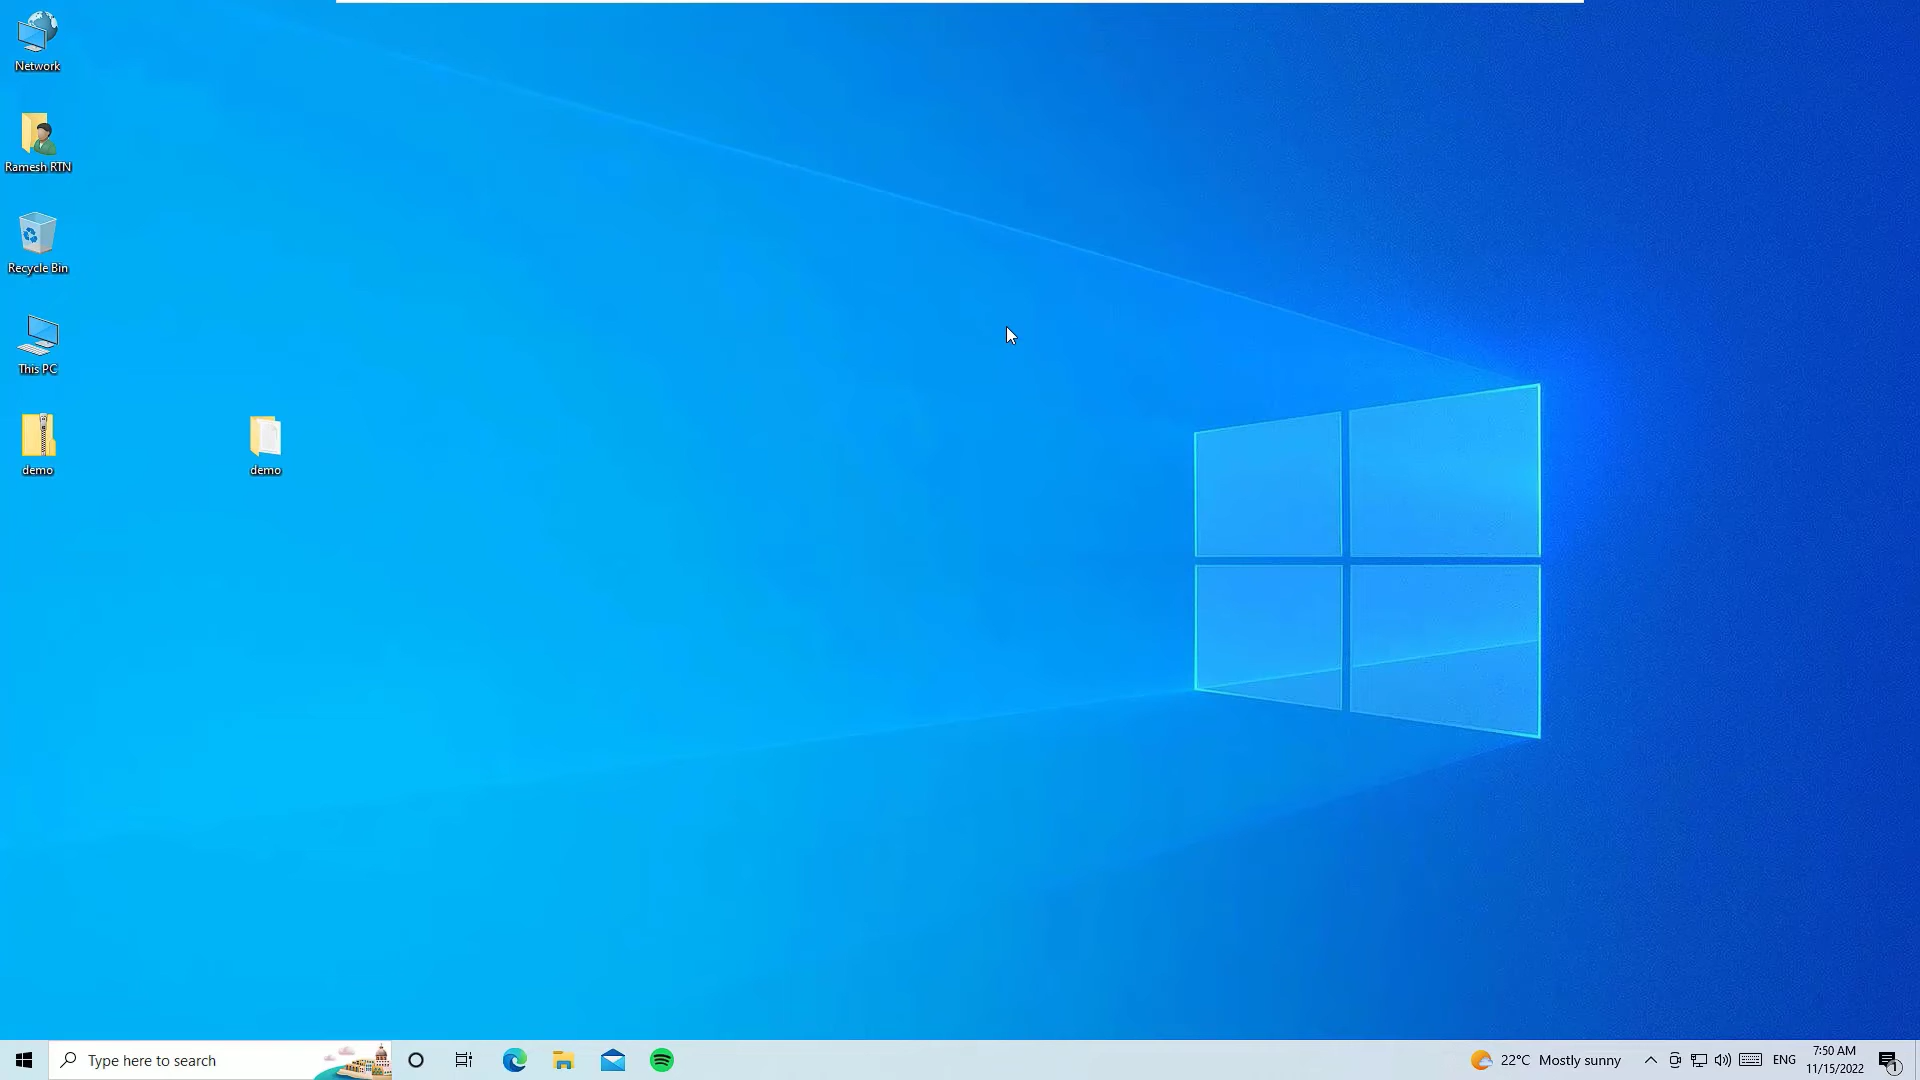 Network
Ramesh RTN
Recycle Bin
This PC
demo
demo
Type here to search
22°C Mostly sunny
ENG
7:50 AM
11/15/2022
1